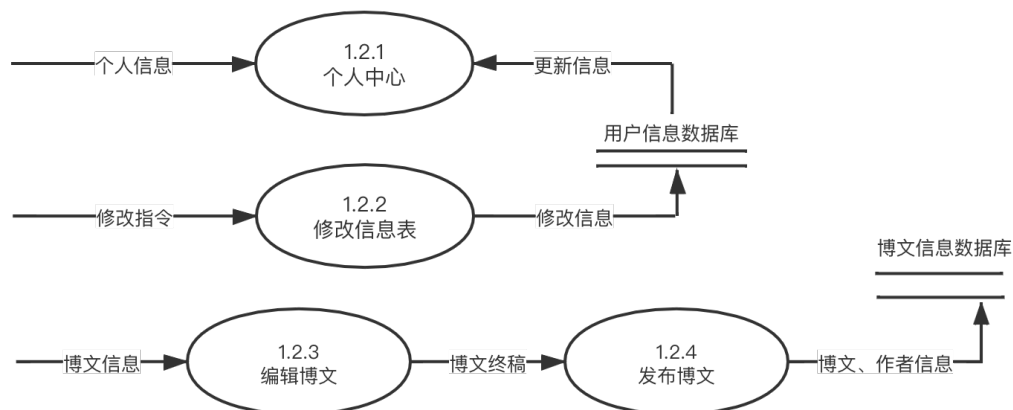 1.2.1
个人信息
个人中心
更新信息
用户信息数据库
1.2.2
修改指令
修改信息表
修改信息
博文信息数据库
1.2.3
博文信息
编辑博文
博文终稿
1.2.4
发布博文
博文、作者信息